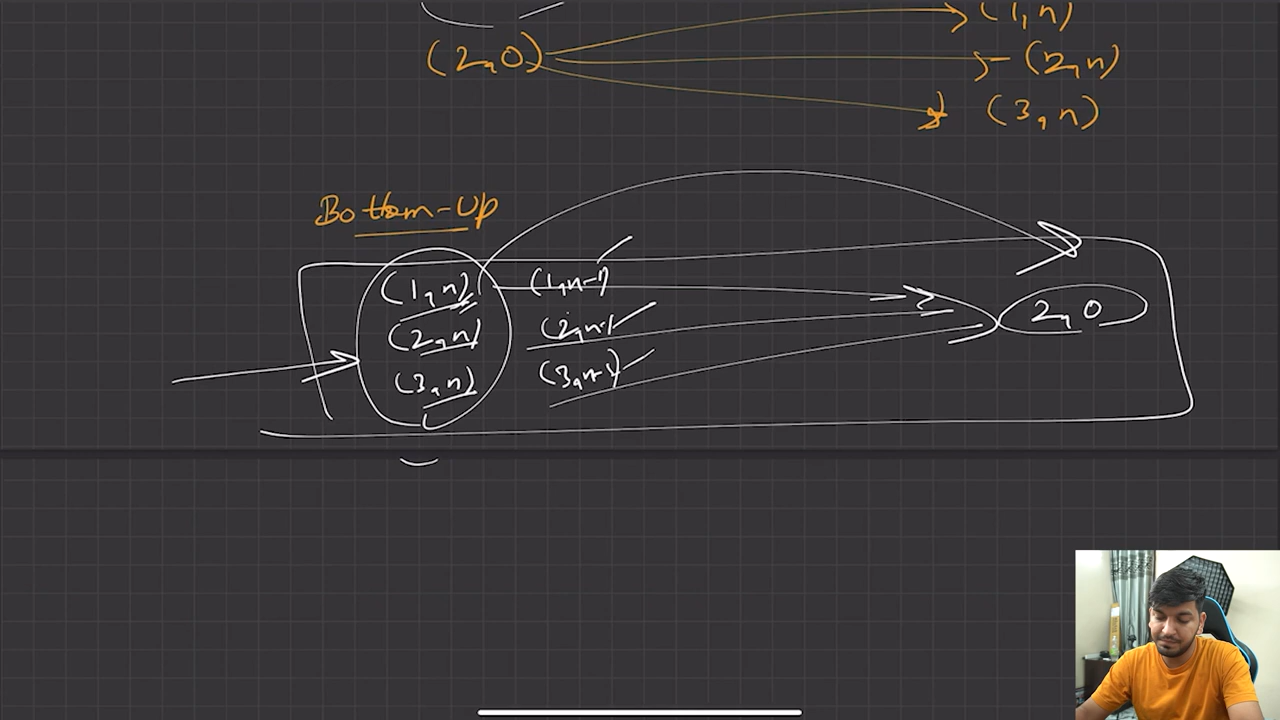 (1,n)
(2,0) (2,n)
(3,n)
Bottom-Up
(1,n) (1,n-1)
(2,n) (2,n-1) 2,0
(3,n) (3,n-1)